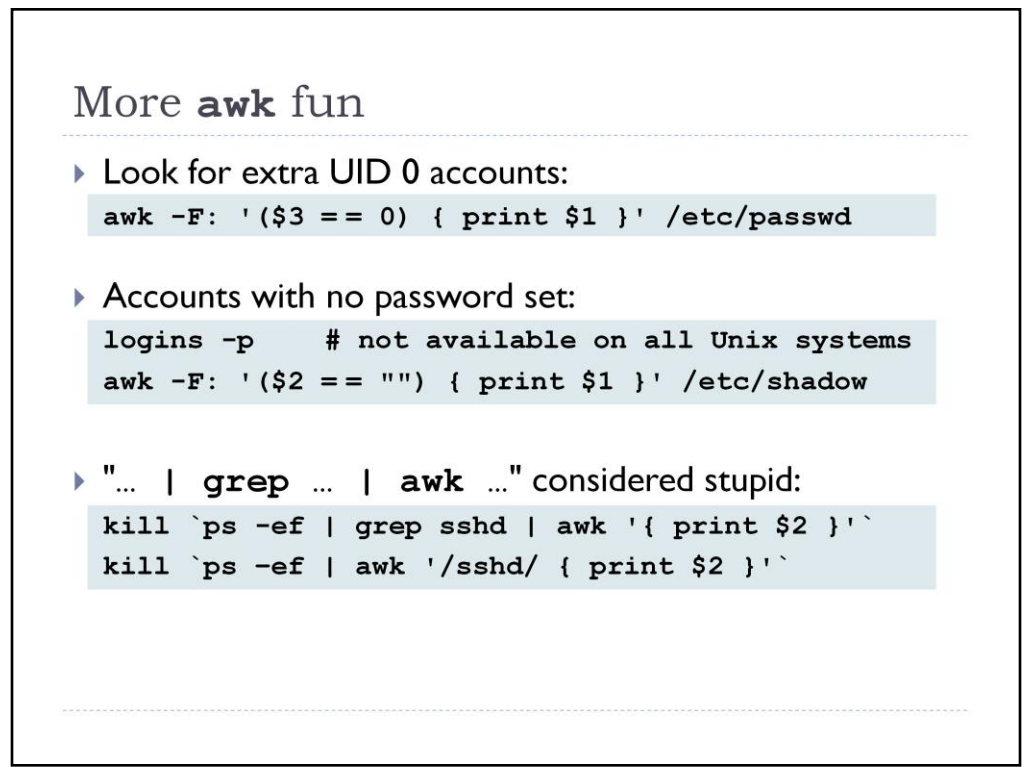 More awk fun
Look for extra UID 0 accounts:
awk -F: '($3 == 0) { print $1 }' /etc/passwd
Accounts with no password set:
logins -p    # not available on all Unix systems
awk -F: '($2 == "") { print $1 }' /etc/shadow
"... | grep ... | awk ..." considered stupid:
kill `ps -ef | grep sshd | awk '{ print $2 }'`
kill `ps –ef | awk '/sshd/ { print $2 }'`